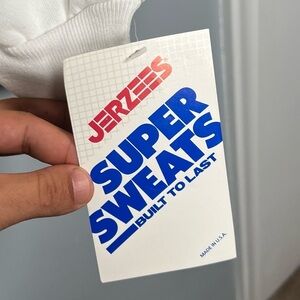 JERZEES
SUPER
SWEATS
BUILT TO LAST
MADE IN U.S.A.